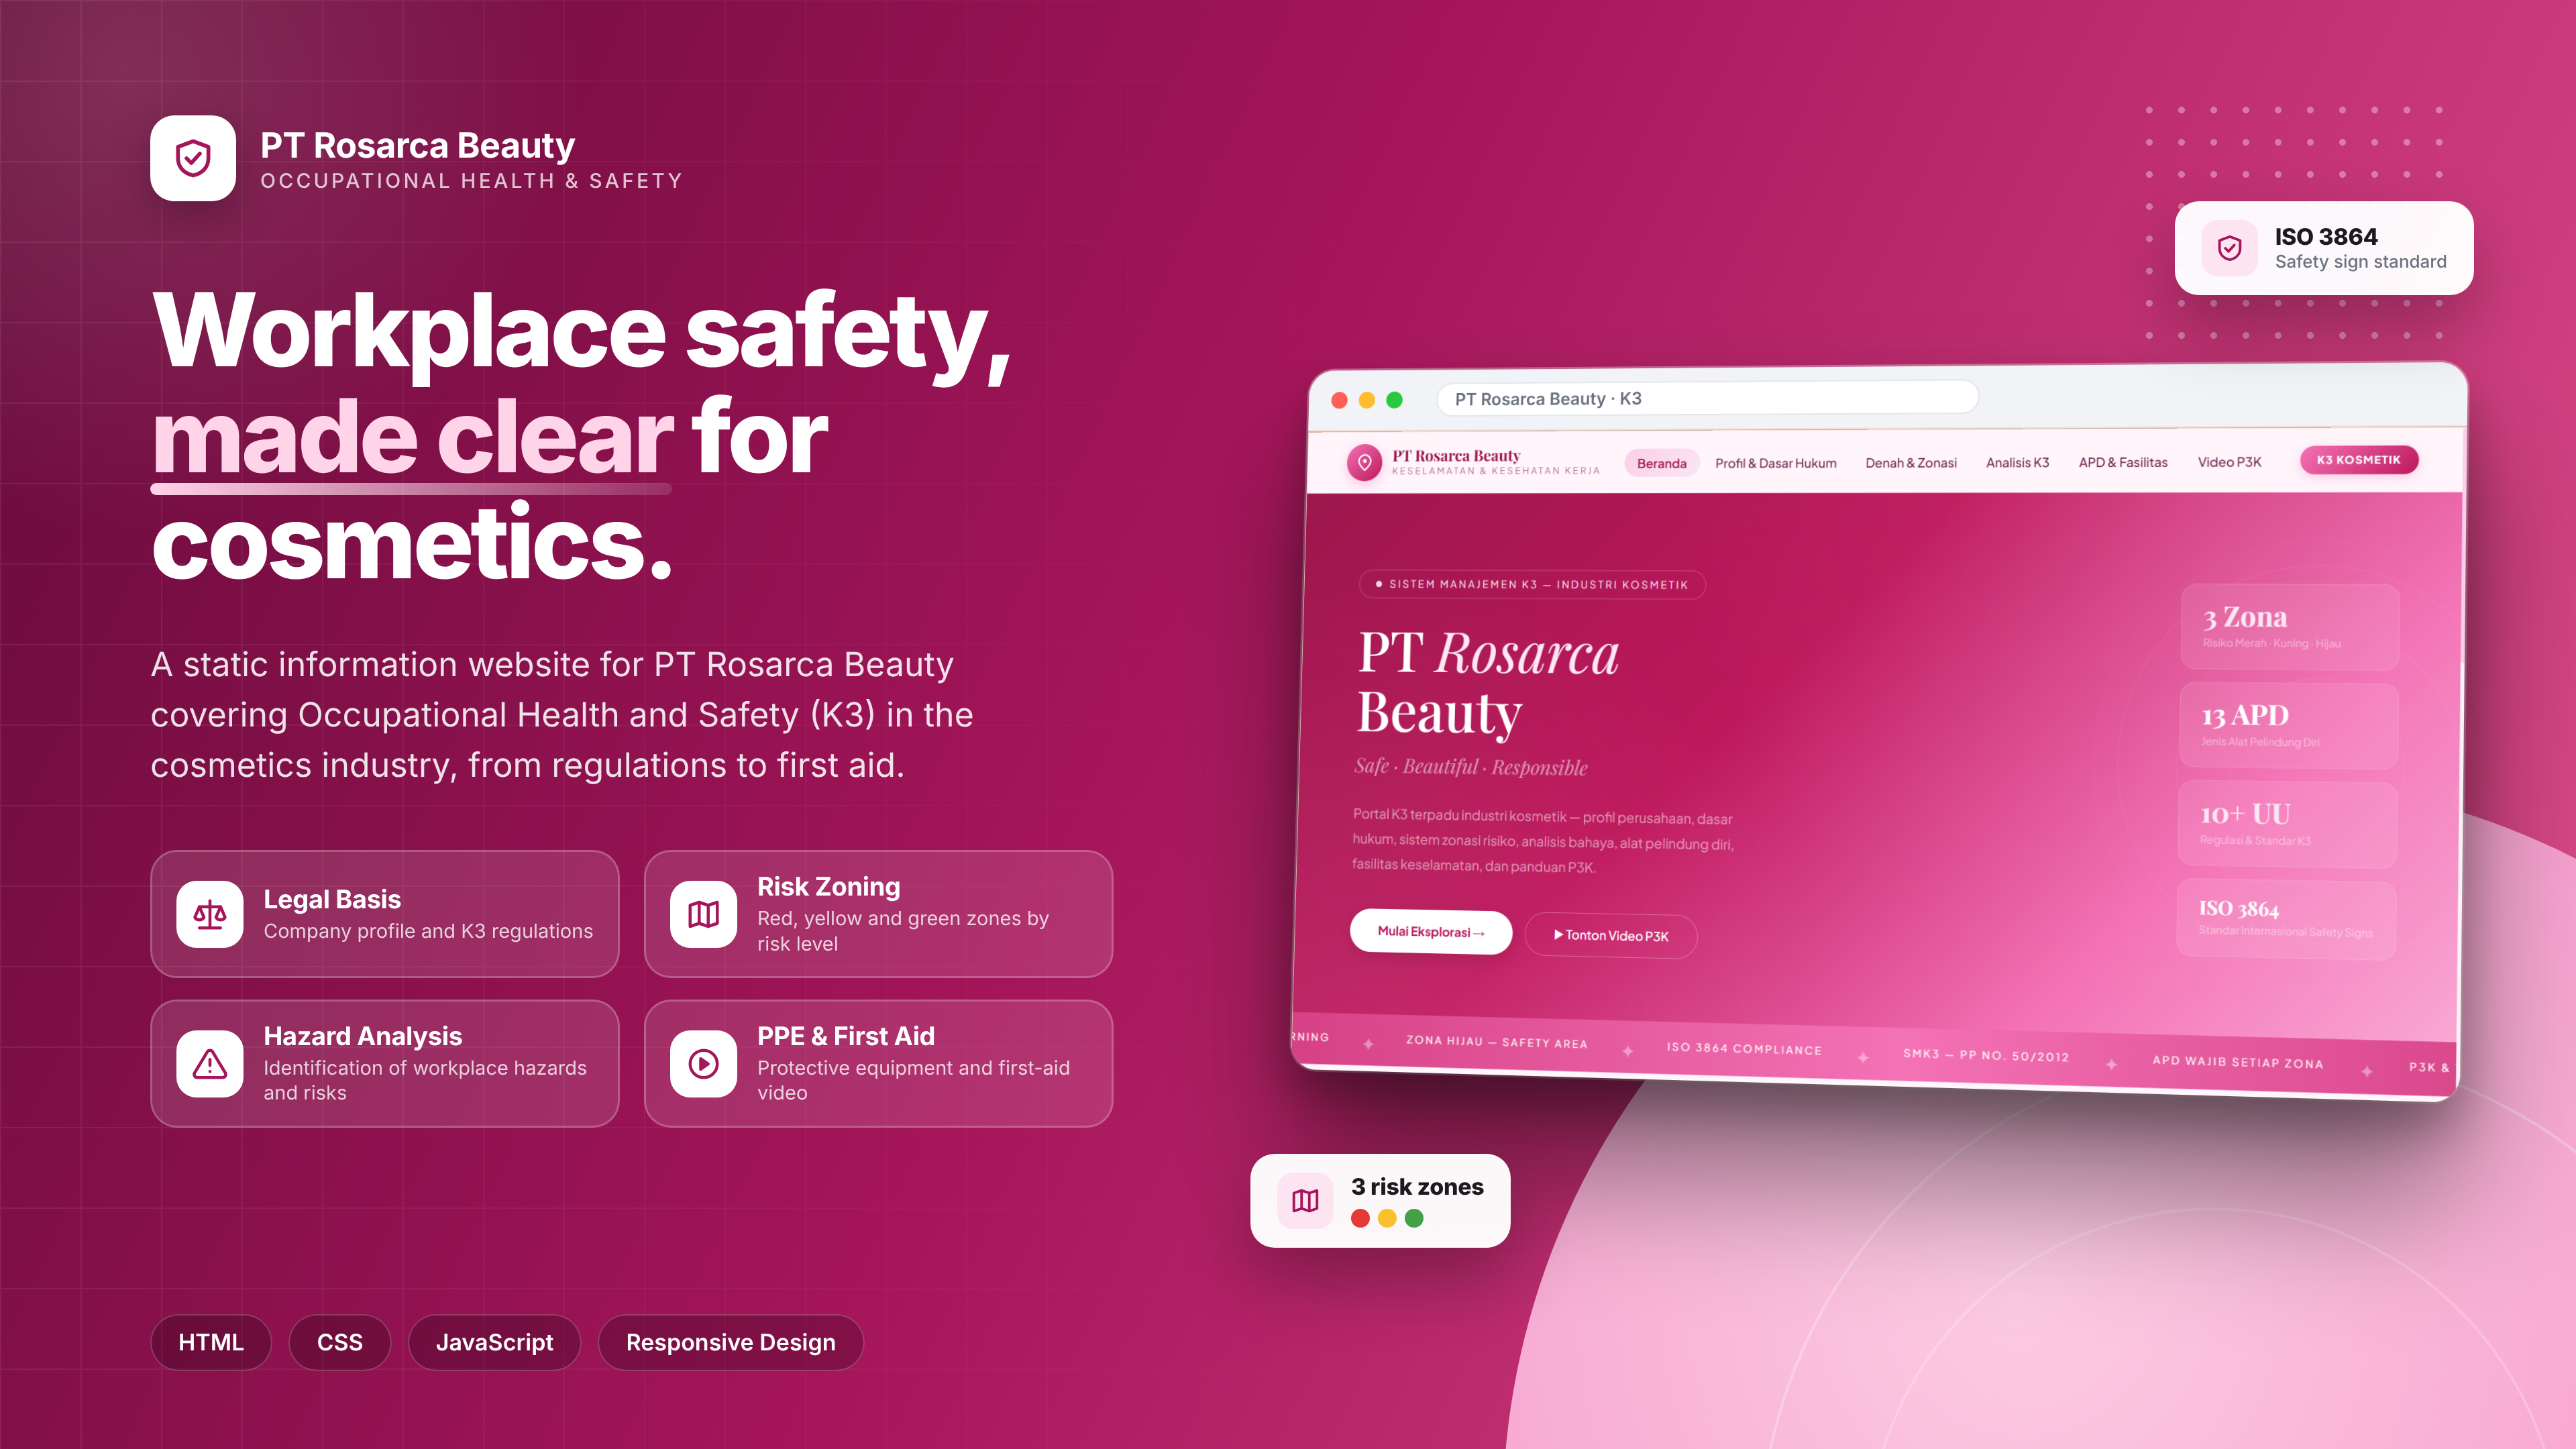 PT Rosarca Beauty
OCCUPATIONAL HEALTH & SAFETY
Workplace safety,
made clear for
cosmetics.
A static information website for PT Rosarca Beauty
covering Occupational Health and Safety (K3) in the
cosmetics industry, from regulations to first aid.
Legal Basis
Company profile and K3 regulations
Risk Zoning
Red, yellow and green zones by
risk level
Hazard Analysis
Identification of workplace hazards
and risks
PPE & First Aid
Protective equipment and first-aid
video
HTML
CSS
JavaScript
Responsive Design
ISO 3864
Safety sign standard
PT Rosarca Beauty · K3
PT Rosarca Beauty
KESELAMATAN & KESEHATAN KERJA
Beranda
Profil & Dasar Hukum
Denah & Zonasi
Analisis K3
APD & Fasilitas
Video P3K
K3 KOSMETIK
SISTEM MANAJEMEN K3 — INDUSTRI KOSMETIK
PT Rosarca
Beauty
Safe · Beautiful · Responsible
Portal K3 terpadu industri kosmetik — profil perusahaan, dasar
hukum, sistem zonasi risiko, analisis bahaya, alat pelindung diri,
fasilitas keselamatan, dan panduan P3K.
Mulai Eksplorasi →
▶ Tonton Video P3K
3 Zona
Risiko Merah · Kuning · Hijau
13 APD
Jenis Alat Pelindung Diri
10+ UU
Regulasi & Standar K3
ISO 3864
Standar Internasional Safety Signs
RNING ✦ ZONA HIJAU — SAFETY AREA ✦ ISO 3864 COMPLIANCE ✦ SMK3 — PP NO. 50/2012 ✦ APD WAJIB SETIAP ZONA ✦ P3K &
3 risk zones